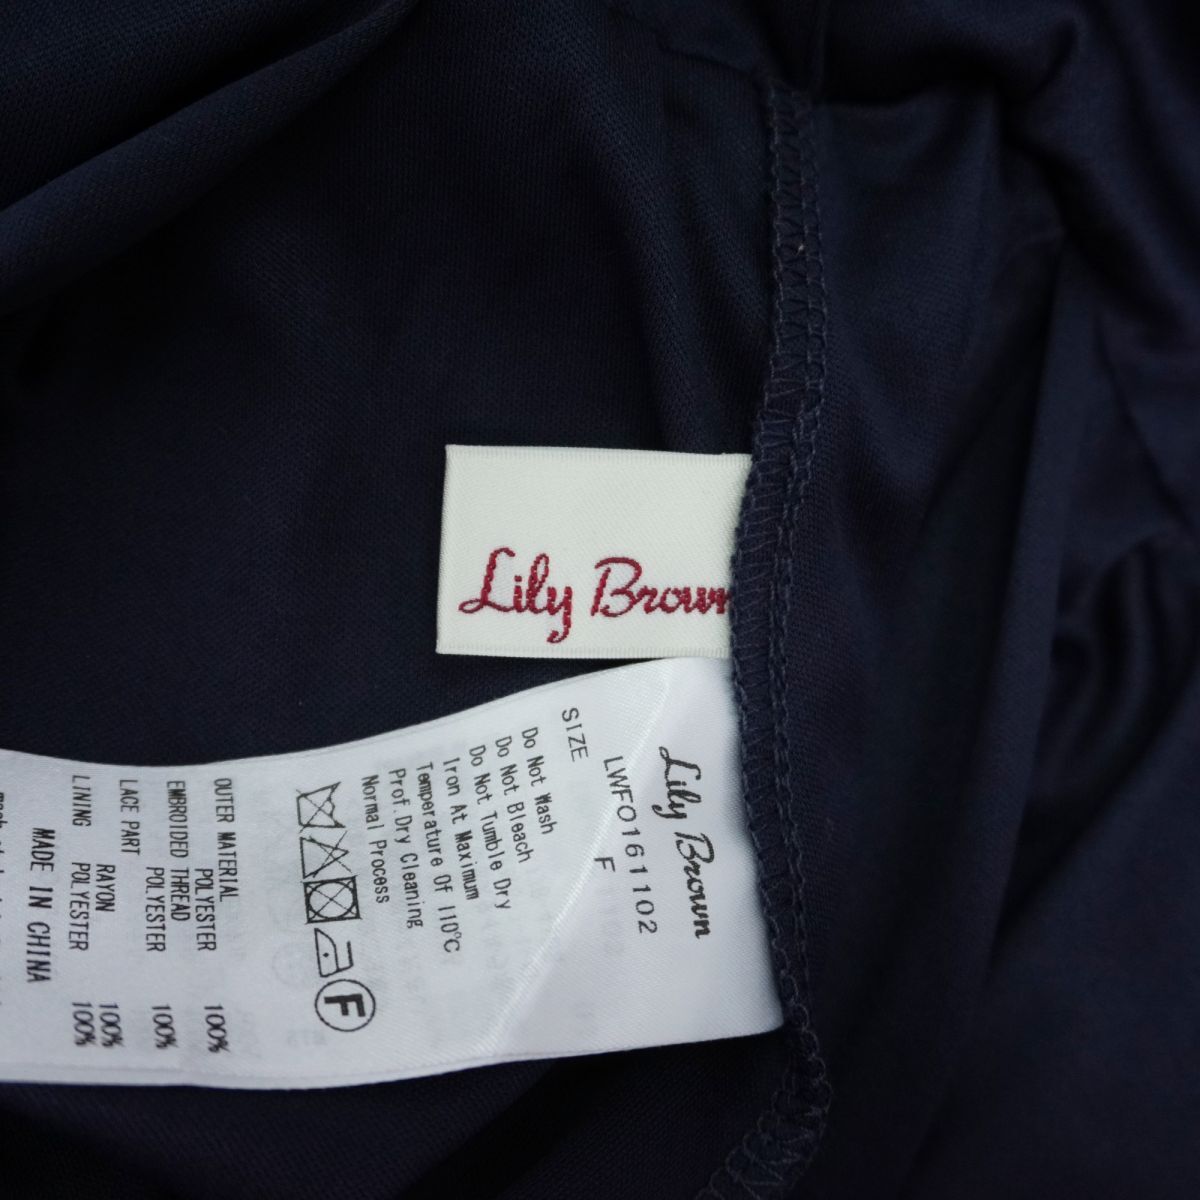 Lily Brown
Lily Brown
LWFO161102
SIZE F
Do Not Wash
Do Not Bleach
Do Not Tumble Dry
Iron At Maximum
Temperature Of 110°C
Prof Dry Cleaning
Normal Process
F
OUTER MATERIAL
POLYESTER 100%
EMBROIDED THREAD
POLYESTER 100%
LACE PART
RAYON 100%
LINING POLYESTER 100%
MADE IN CHINA